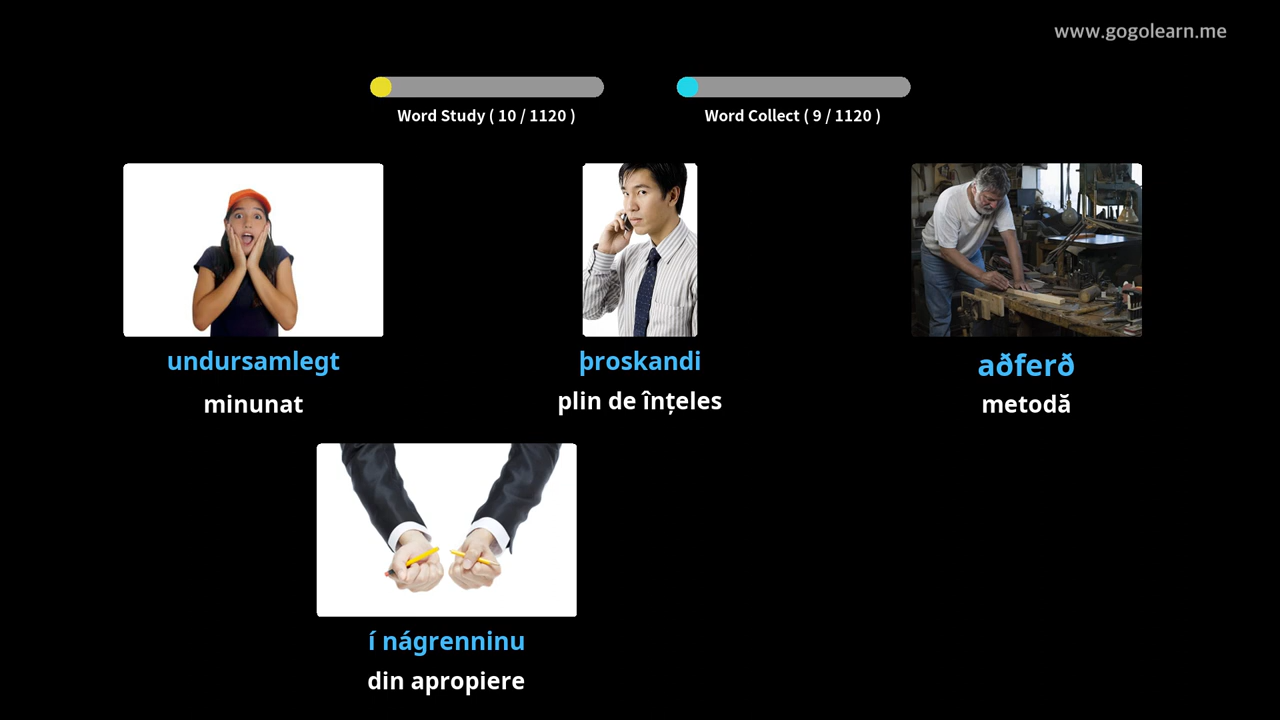 www.gogolearn.me
Word Study ( 10 / 1120 )
Word Collect ( 9 / 1120 )
undursamlegt
minunat
þroskandi
plin de înțeles
aðferð
metodă
í nágrenninu
din apropiere